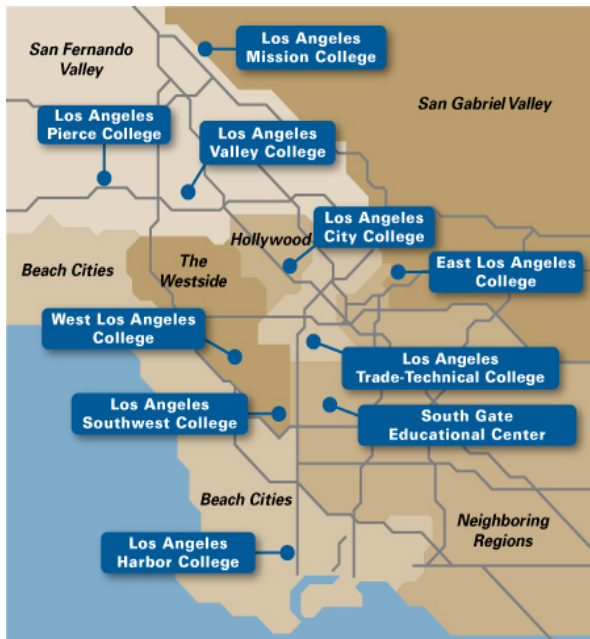 Los Angeles
Mission College
San Fernando
Valley
San Gabriel Valley
Los Angeles
Pierce College
Los Angeles
Valley College
Los Angeles
City College
Hollywood
Beach Cities
The
Westside
East Los Angeles
College
West Los Angeles
College
Los Angeles
Trade-Technical College
Los Angeles
Southwest College
South Gate
Educational Center
Beach Cities
Neighboring
Regions
Los Angeles
Harbor College